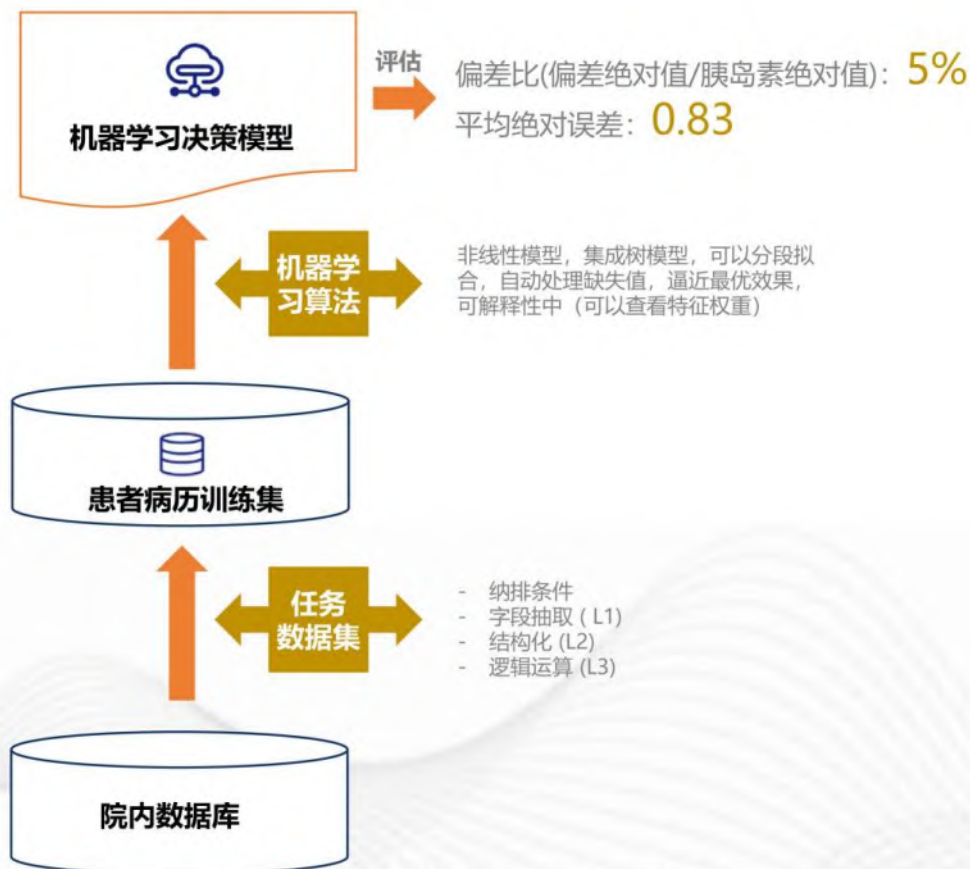 评估
偏差比(偏差绝对值/胰岛素绝对值)：5%
平均绝对误差：0.83
机器学习决策模型
机器学
习算法
非线性模型，集成树模型，可以分段拟
合，自动处理缺失值，逼近最优效果，
可解释性中（可以查看特征权重）
患者病历训练集
任务
数据集
- 纳排条件
- 字段抽取 ( L1)
- 结构化 (L2)
- 逻辑运算 (L3)
院内数据库